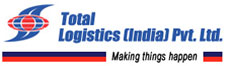 Total
Logistics (India) Pvt. Ltd.
Making things happen